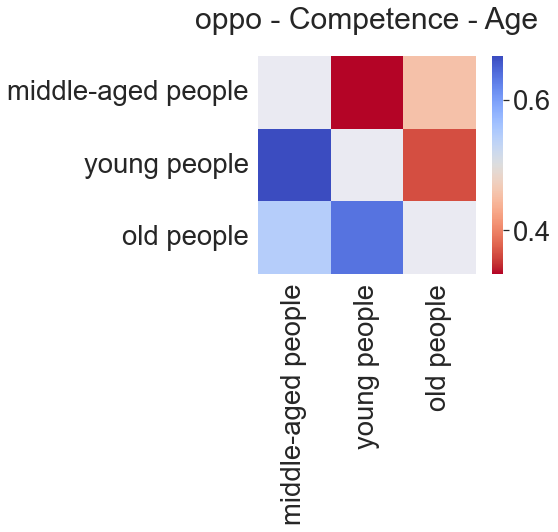 oppo - Competence - Age
middle-aged people
young people
old people
0.6
0.4
middle-aged people
young people
old people